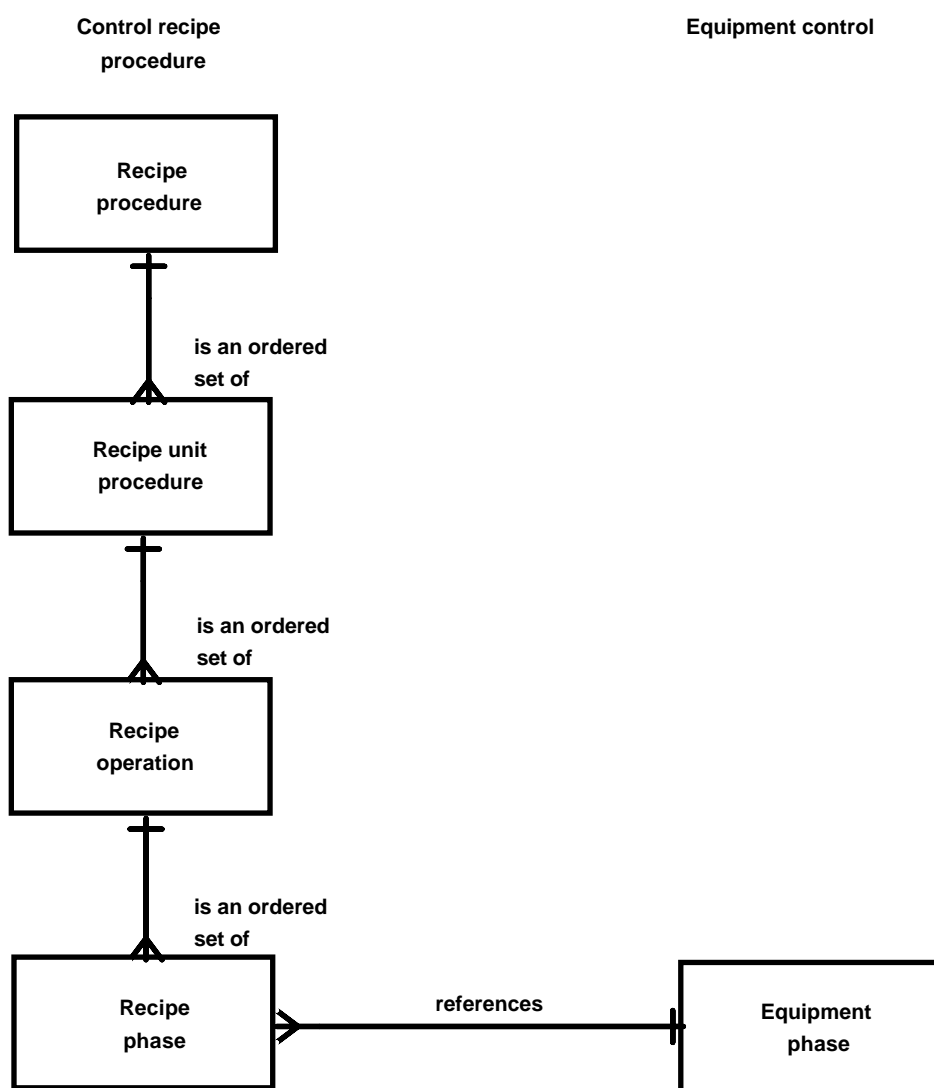 Control recipe
procedure
Equipment control
Recipe
procedure
is an ordered
set of
Recipe unit
procedure
is an ordered
set of
Recipe
operation
is an ordered
set of
Recipe
phase
references
Equipment
phase